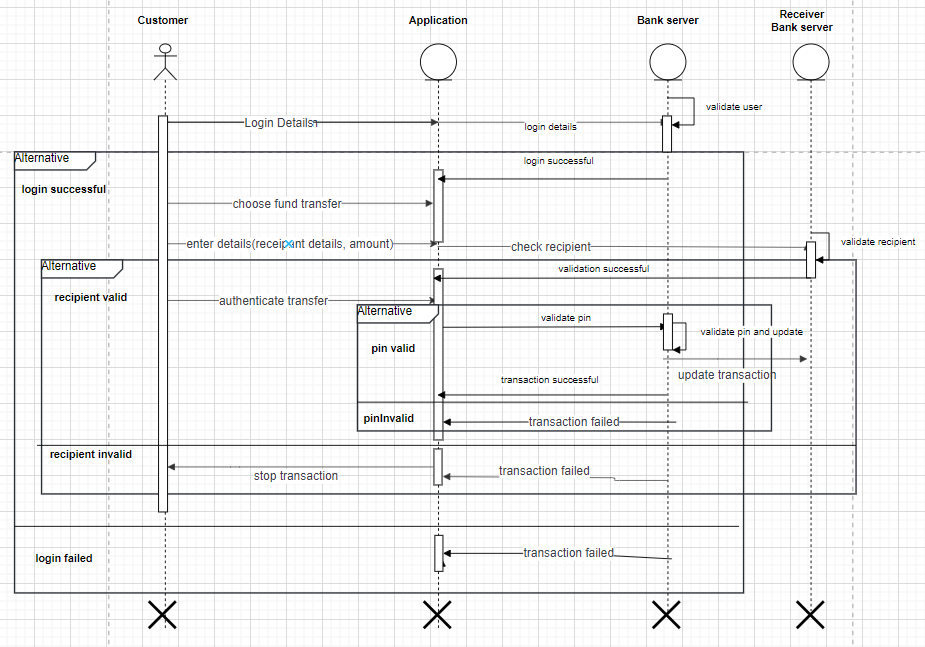 Customer
Application
Bank server
Receiver
Bank server
validate user
Login Details
login details
Alternative
login successful
login successful
choose fund transfer
enter details(receipent details, amount)
check recipient
validate recipient
Alternative
validation successful
recipient valid
authenticate transfer
Alternative
validate pin
validate pin and update
pin valid
update transaction
transaction successful
pinInvalid
transaction failed
recipient invalid
stop transaction
transaction failed
login failed
transaction failed